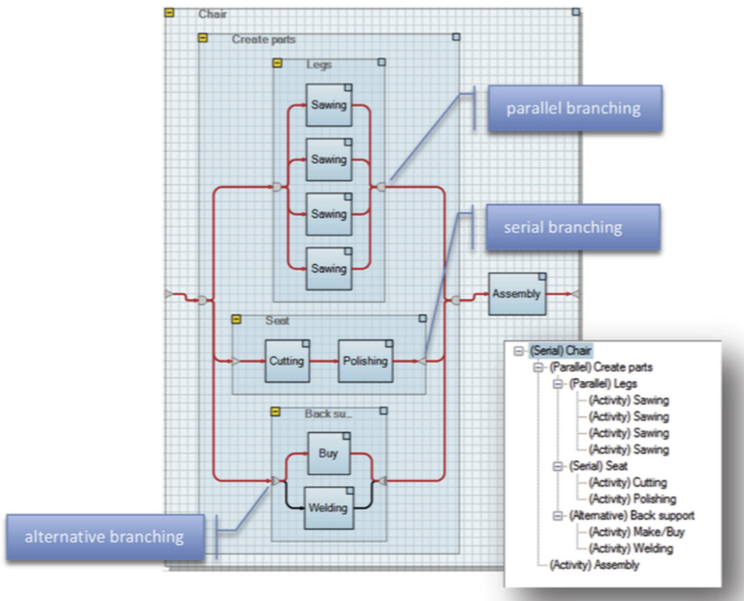 Chair
Create parts
Legs
Sawing
Sawing
Sawing
Sawing
parallel branching
serial branching
Assembly
Seat
Cutting
Polishing
Back su...
Buy
Welding
alternative branching
(Serial) Chair
(Parallel) Create parts
(Parallel) Legs
(Activity) Sawing
(Activity) Sawing
(Activity) Sawing
(Activity) Sawing
(Serial) Seat
(Activity) Cutting
(Activity) Polishing
(Alternative) Back support
(Activity) Make/Buy
(Activity) Welding
(Activity) Assembly